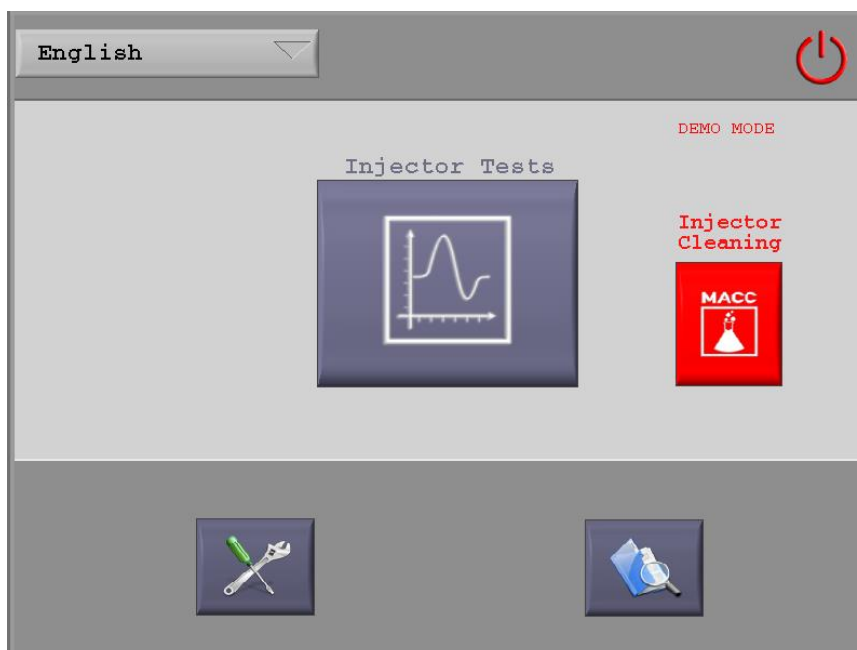 English
DEMO MODE
Injector Tests
Injector
Cleaning
MACC